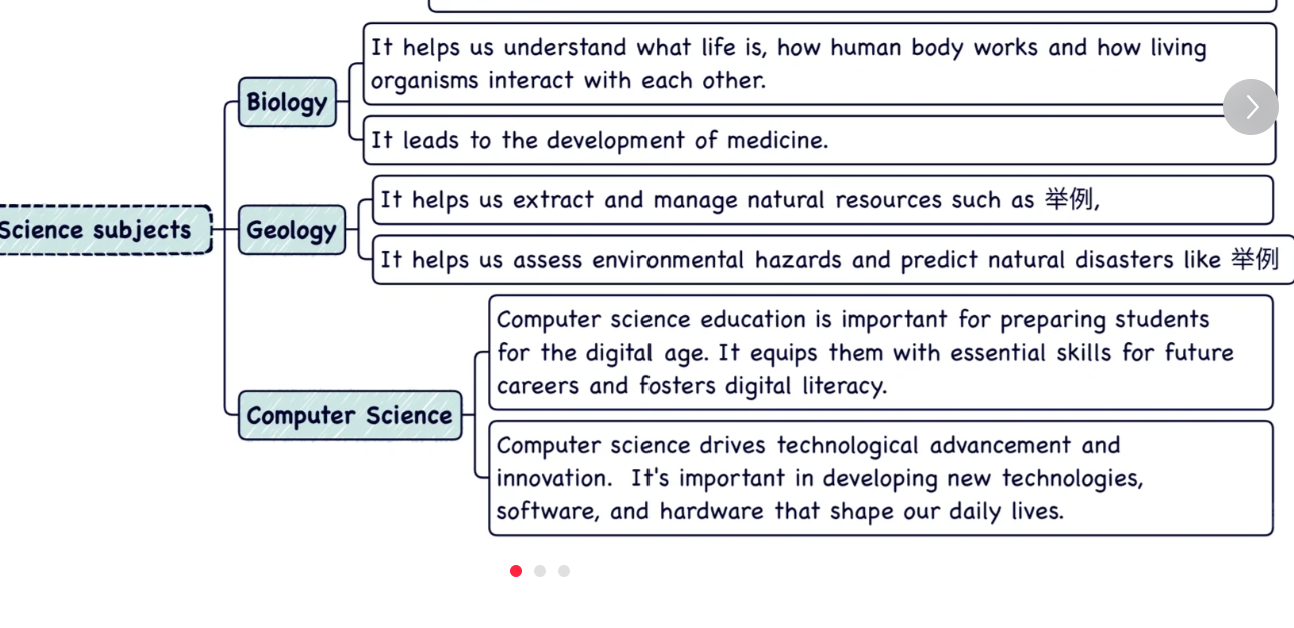 It helps us understand what life is, how human body works and how living
organisms interact with each other.
Biology
It leads to the development of medicine.
It helps us extract and manage natural resources such as 举例,
Science subjects
Geology
It helps us assess environmental hazards and predict natural disasters like 举例
Computer science education is important for preparing students
for the digital age. It equips them with essential skills for future
careers and fosters digital literacy.
Computer Science
Computer science drives technological advancement and
innovation.  It's important in developing new technologies,
software, and hardware that shape our daily lives.